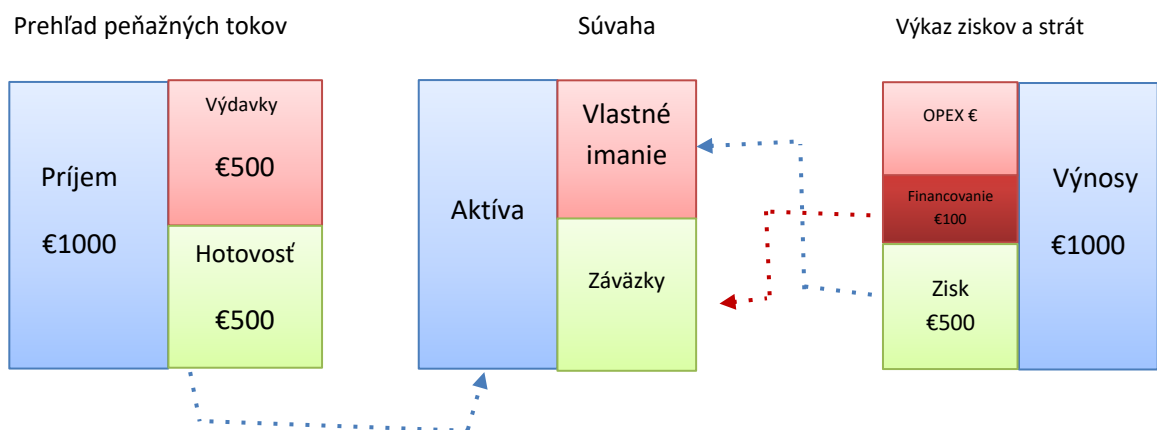 Prehľad peňažných tokov
Súvaha
Výkaz ziskov a strát
Príjem
€1000
Výdavky
€500
Hotovosť
€500
Aktíva
Vlastné
imanie
Záväzky
OPEX €
Financovanie
€100
Zisk
€500
Výnosy
€1000